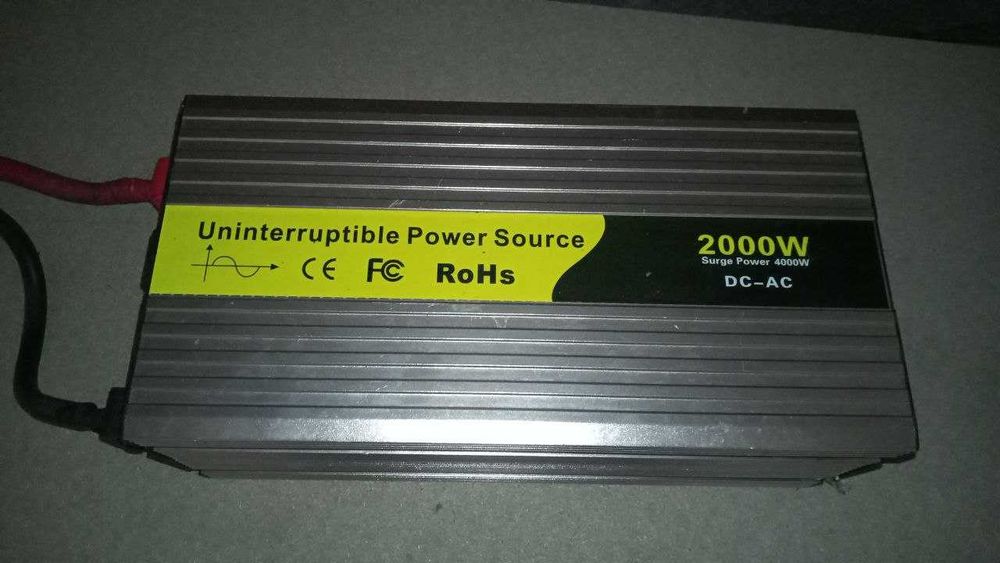 Uninterruptible Power Source
CE FC RoHs
2000W
Surge Power 4000W
DC-AC